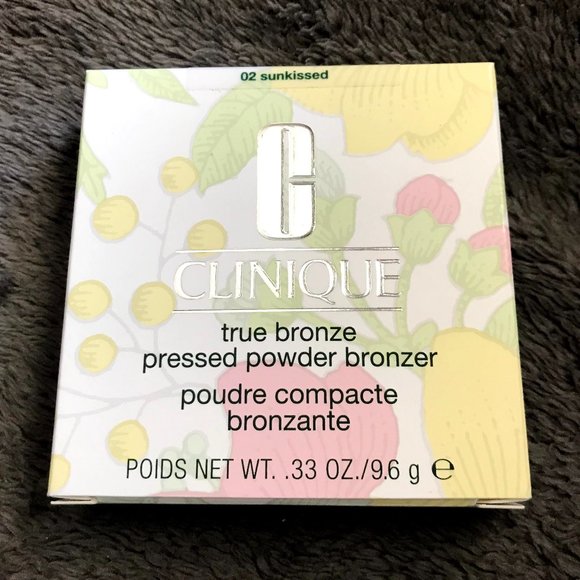 02 sunkissed
C
CLINIQUE
true bronze
pressed powder bronzer
poudre compacte
bronzante
POIDS NET WT. .33 OZ./9.6 g ℮